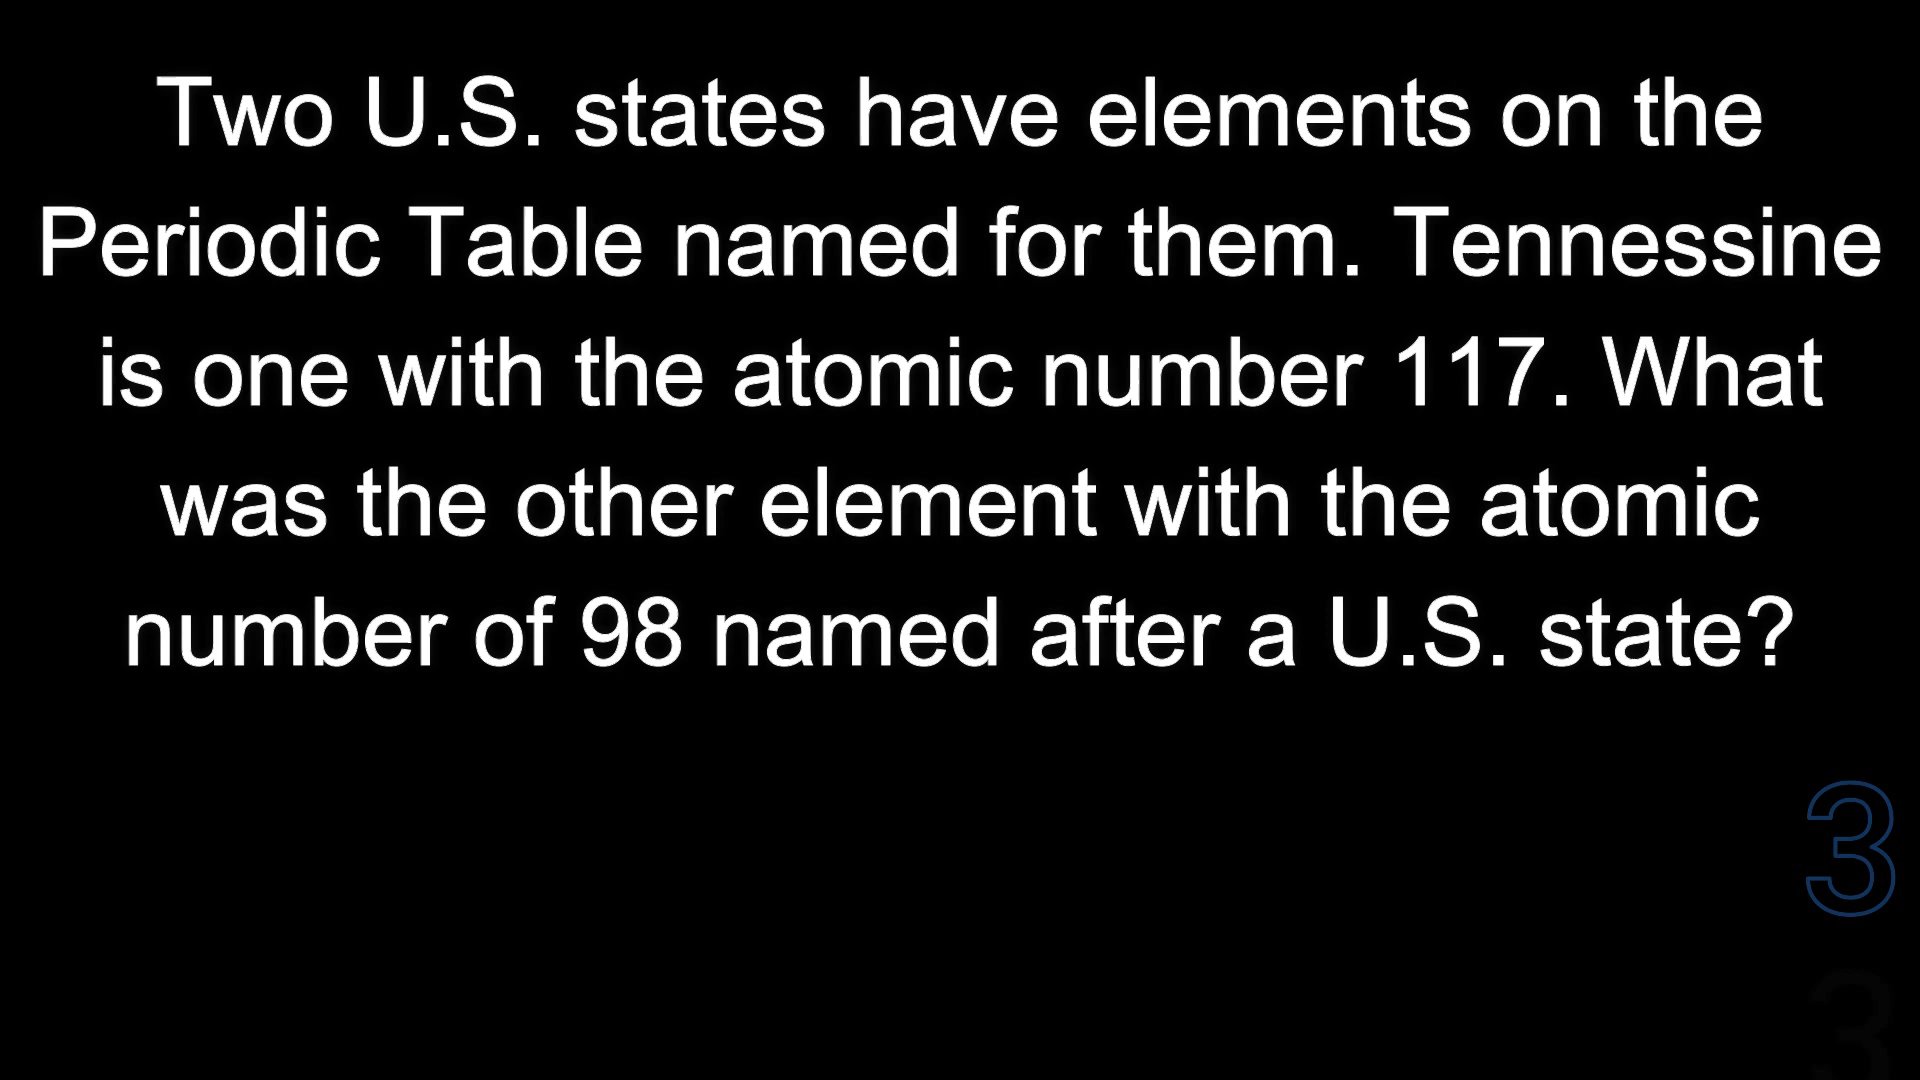 Two U.S. states have elements on the
Periodic Table named for them. Tennessine
is one with the atomic number 117. What
was the other element with the atomic
number of 98 named after a U.S. state?
3
3